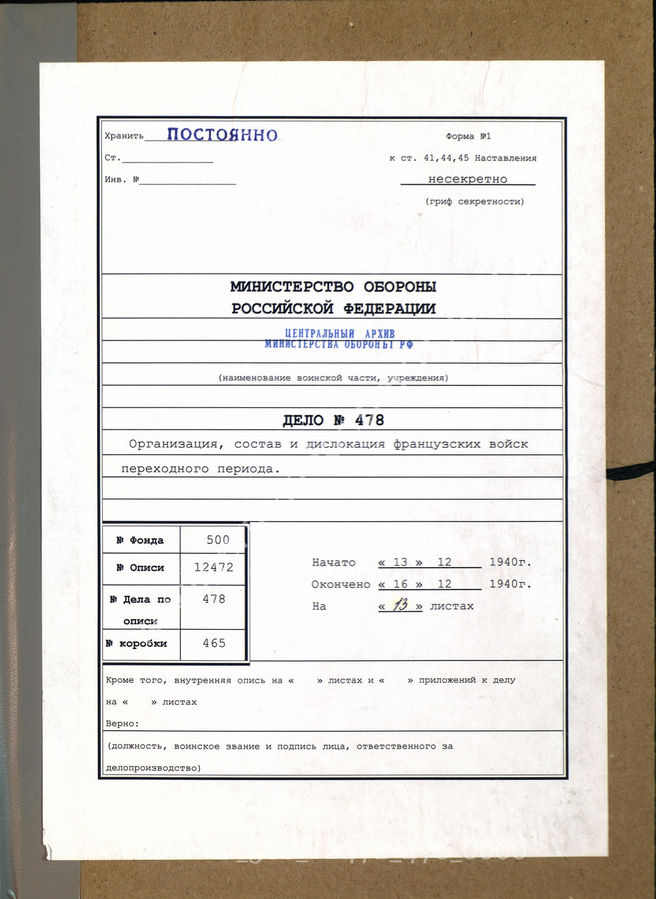 Хранить ПОСТОЯННО
Форма №1
Ст.
к ст. 41,44,45 Наставления
Инв. №
несекретно
(гриф секретности)
МИНИСТЕРСТВО ОБОРОНЫ
РОССИЙСКОЙ ФЕДЕРАЦИИ
ЦЕНТРАЛЬНЫЙ АРХИВ
МИНИСТЕРСТВА ОБОРОНЫ РФ
(наименование воинской части, учреждения)
ДЕЛО № 478
Организация, состав и дислокация французских войск
переходного периода.
№ Фонда 500
№ Описи 12472
№ Дела по 478
описи
№ коробки 465
Начато « 13 » 12 1940г.
Окончено « 16 » 12 1940г.
На « 13 » листах
Кроме того, внутренняя опись на « » листах и « » приложений к делу
на « » листах
Верно:
(должность, воинское звание и подпись лица, ответственного за
делопроизводство)